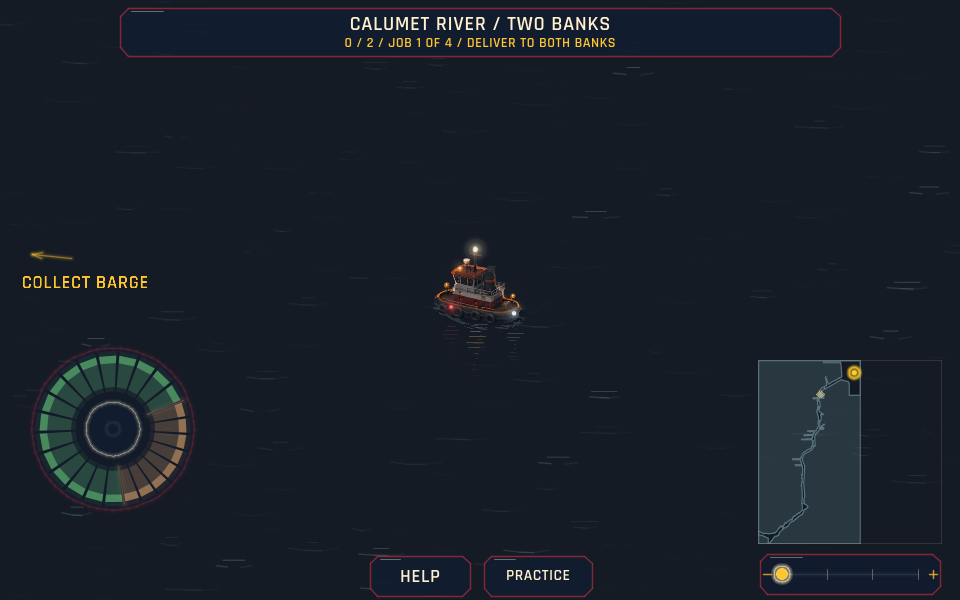 CALUMET RIVER / TWO BANKS
0 / 2 / JOB 1 OF 4 / DELIVER TO BOTH BANKS
COLLECT BARGE
HELP
PRACTICE